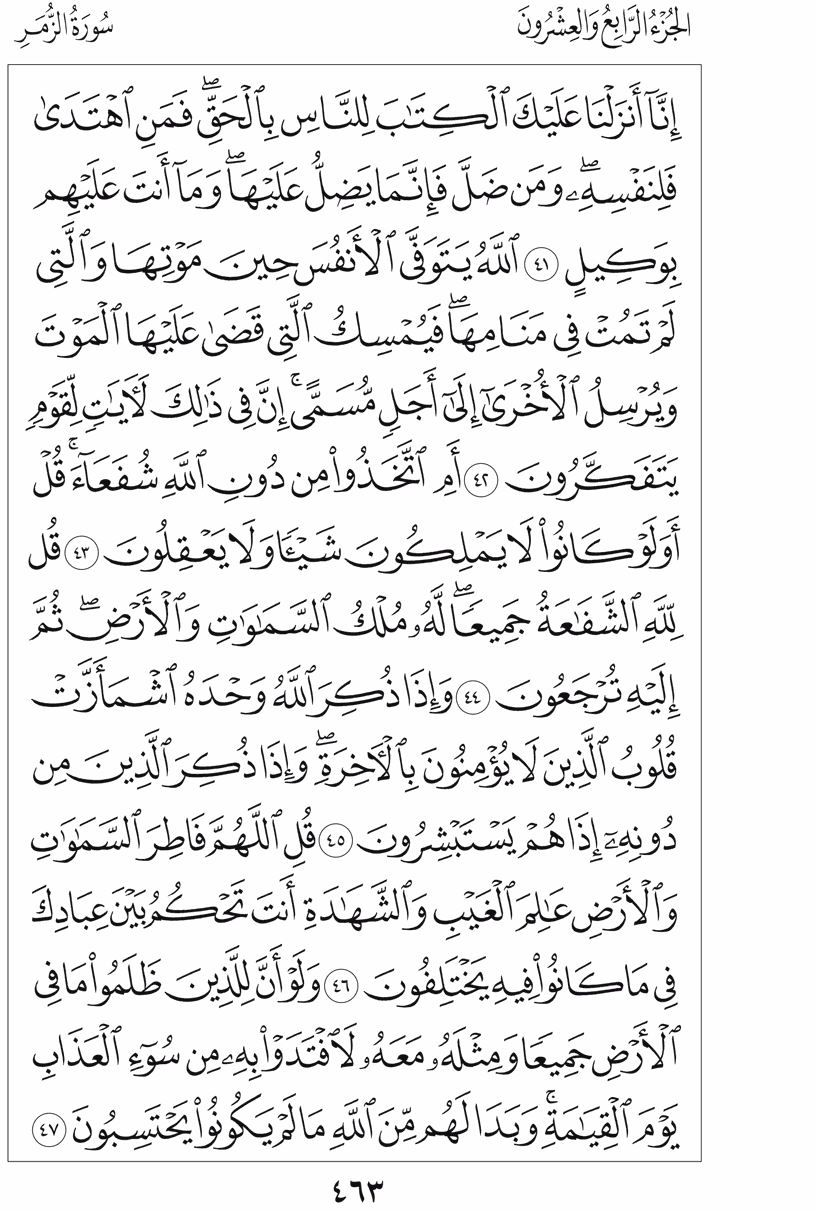 الجُزْءُ الرَّابِعُ وَالعِشْرُونَ
سُورَةُ الزُّمَرِ
إِنَّآ أَنزَلۡنَا عَلَيۡكَ ٱلۡكِتَٰبَ لِلنَّاسِ بِٱلۡحَقِّۖ فَمَنِ ٱهۡتَدَىٰ
فَلِنَفۡسِهِۦۖ وَمَن ضَلَّ فَإِنَّمَا يَضِلُّ عَلَيۡهَاۖ وَمَآ أَنتَ عَلَيۡهِم
بِوَكِيلٍ ٤١ ٱللَّهُ يَتَوَفَّى ٱلۡأَنفُسَ حِينَ مَوۡتِهَا وَٱلَّتِي
لَمۡ تَمُتۡ فِي مَنَامِهَاۖ فَيُمۡسِكُ ٱلَّتِي قَضَىٰ عَلَيۡهَا ٱلۡمَوۡتَ
وَيُرۡسِلُ ٱلۡأُخۡرَىٰٓ إِلَىٰٓ أَجَلٖ مُّسَمًّىۚ إِنَّ فِي ذَٰلِكَ لَأٓيَٰتٖ لِّقَوۡمٖ
يَتَفَكَّرُونَ ٤٢ أَمِ ٱتَّخَذُواْ مِن دُونِ ٱللَّهِ شُفَعَآءَۚ قُلۡ
أَوَلَوۡ كَانُواْ لَا يَمۡلِكُونَ شَيۡـٔٗا وَلَا يَعۡقِلُونَ ٤٣ قُل
لِّلَّهِ ٱلشَّفَٰعَةُ جَمِيعٗاۖ لَّهُۥ مُلۡكُ ٱلسَّمَٰوَٰتِ وَٱلۡأَرۡضِۖ ثُمَّ
إِلَيۡهِ تُرۡجَعُونَ ٤٤ وَإِذَا ذُكِرَ ٱللَّهُ وَحۡدَهُ ٱشۡمَأَزَّتۡ
قُلُوبُ ٱلَّذِينَ لَا يُؤۡمِنُونَ بِٱلۡأٓخِرَةِۖ وَإِذَا ذُكِرَ ٱلَّذِينَ مِن
دُونِهِۦٓ إِذَا هُمۡ يَسۡتَبۡشِرُونَ ٤٥ قُلِ ٱللَّهُمَّ فَاطِرَ ٱلسَّمَٰوَٰتِ
وَٱلۡأَرۡضِ عَٰلِمَ ٱلۡغَيۡبِ وَٱلشَّهَٰدَةِ أَنتَ تَحۡكُمُ بَيۡنَ عِبَادِكَ
فِي مَا كَانُواْ فِيهِ يَخۡتَلِفُونَ ٤٦ وَلَوۡ أَنَّ لِلَّذِينَ ظَلَمُواْ مَا فِي
ٱلۡأَرۡضِ جَمِيعٗا وَمِثۡلَهُۥ مَعَهُۥ لَٱفۡتَدَوۡاْ بِهِۦ مِن سُوٓءِ ٱلۡعَذَابِ
يَوۡمَ ٱلۡقِيَٰمَةِۚ وَبَدَا لَهُم مِّنَ ٱللَّهِ مَا لَمۡ يَكُونُواْ يَحۡتَسِبُونَ ٤٧
٤٦٣